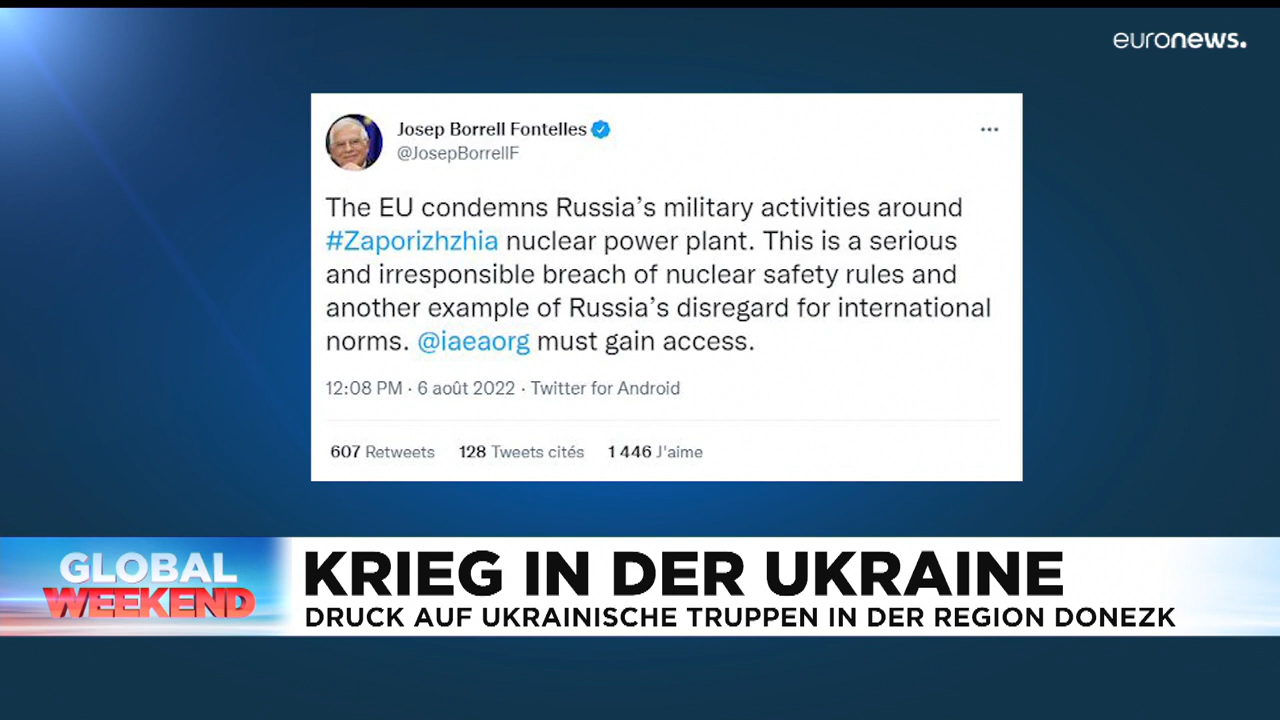 euronews.
Josep Borrell Fontelles
@JosepBorrellF
The EU condemns Russia’s military activities around
#Zaporizhzhia nuclear power plant. This is a serious
and irresponsible breach of nuclear safety rules and
another example of Russia’s disregard for international
norms. @iaeaorg must gain access.
12:08 PM · 6 août 2022 · Twitter for Android
607 Retweets 128 Tweets cités 1 446 J'aime
GLOBAL
WEEKEND
KRIEG IN DER UKRAINE
DRUCK AUF UKRAINISCHE TRUPPEN IN DER REGION DONEZK